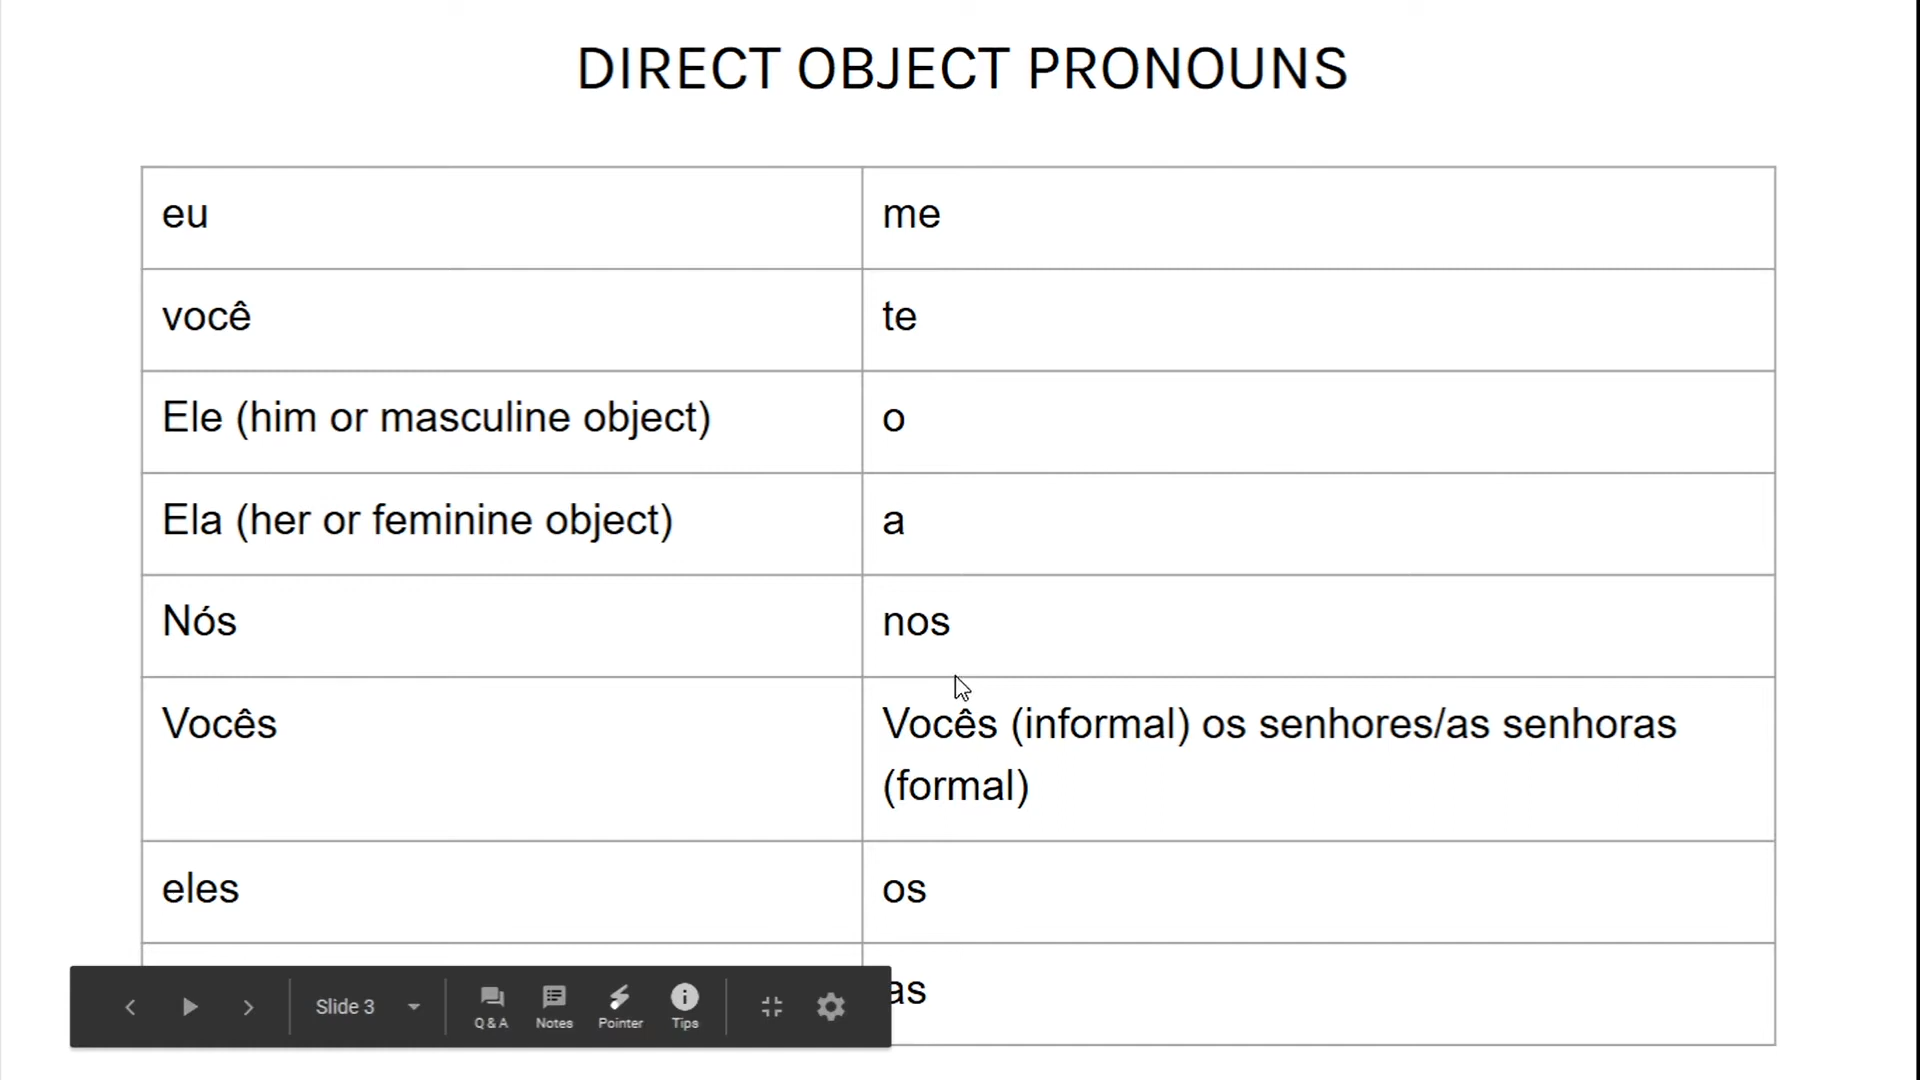 DIRECT OBJECT PRONOUNS
eu
me
você
te
Ele (him or masculine object)
o
Ela (her or feminine object)
a
Nós
nos
Vocês
Vocês (informal) os senhores/as senhoras
(formal)
eles
os
as
Slide 3
Q & A
Notes
Pointer
Tips